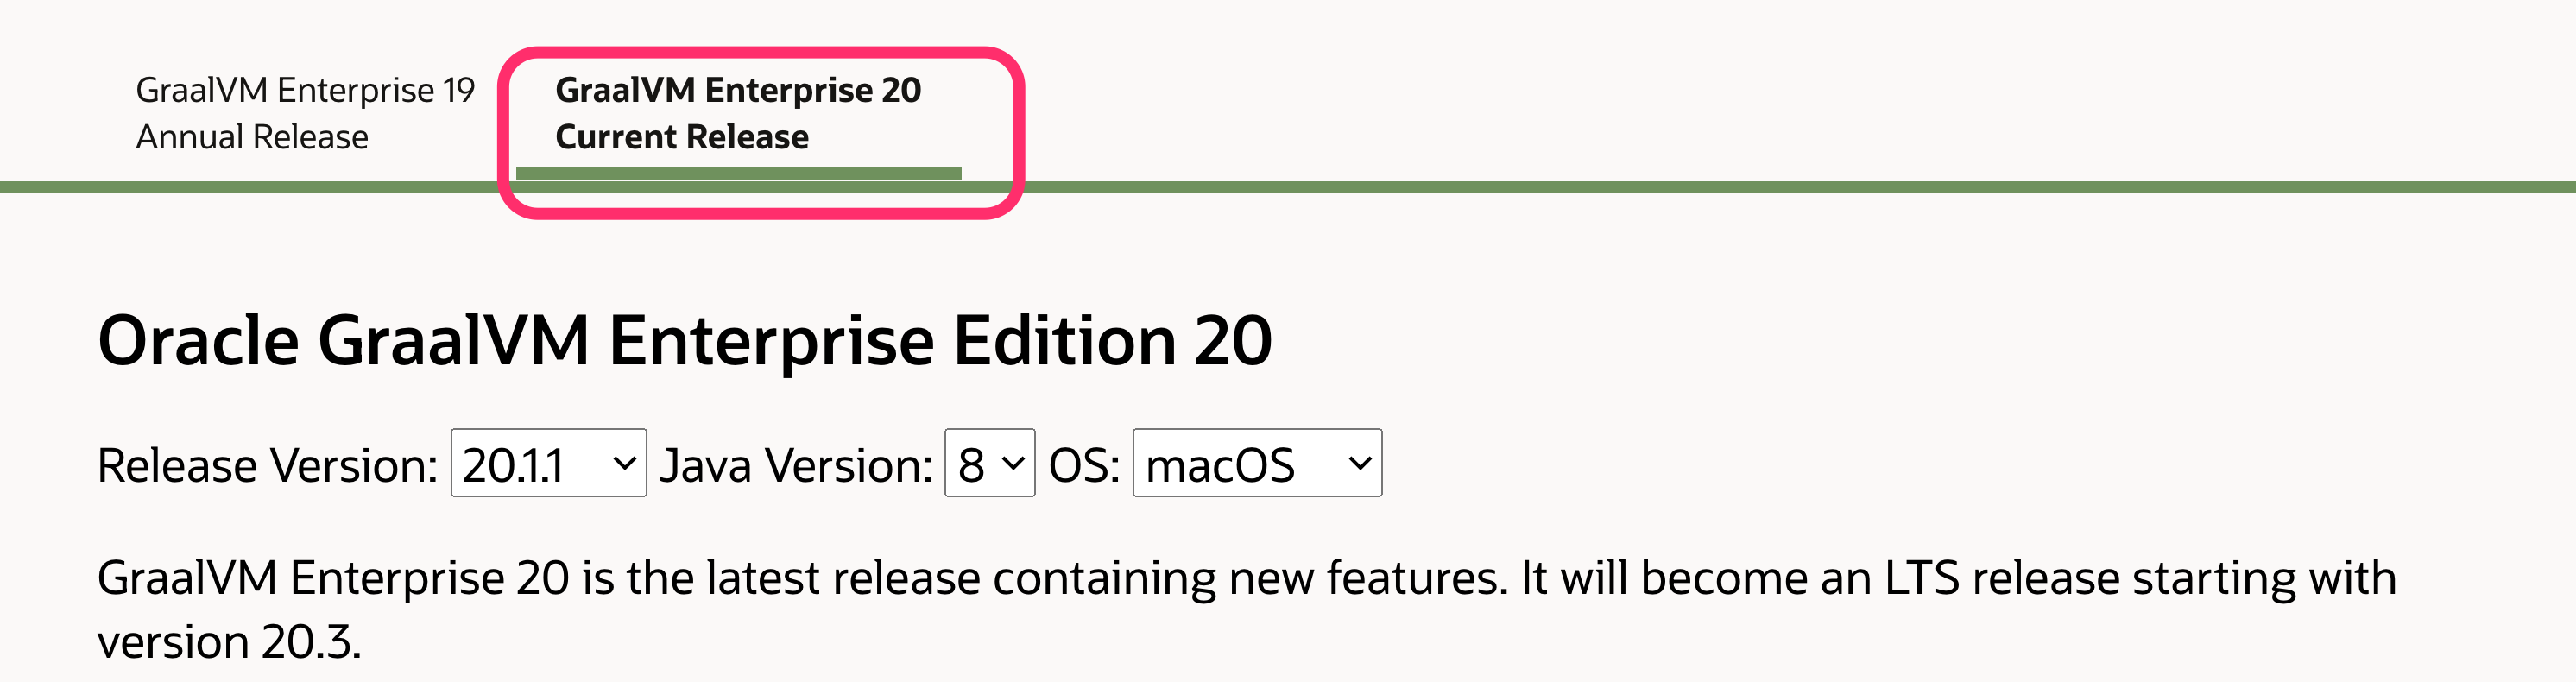 GraalVM Enterprise 19
Annual Release
GraalVM Enterprise 20
Current Release
Oracle GraalVM Enterprise Edition 20
Release Version: 20.1.1 Java Version: 8 OS: macOS
GraalVM Enterprise 20 is the latest release containing new features. It will become an LTS release starting with
version 20.3.